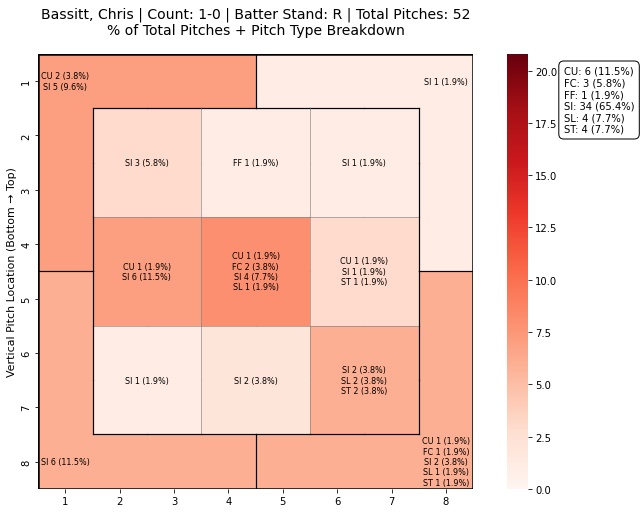 Bassitt, Chris | Count: 1-0 | Batter Stand: R | Total Pitches: 52
% of Total Pitches + Pitch Type Breakdown
CU 2 (3.8%)
SI 5 (9.6%)
SI 1 (1.9%)
SI 3 (5.8%)
FF 1 (1.9%)
SI 1 (1.9%)
CU 1 (1.9%)
SI 6 (11.5%)
CU 1 (1.9%)
FC 2 (3.8%)
SI 4 (7.7%)
SL 1 (1.9%)
CU 1 (1.9%)
SI 1 (1.9%)
ST 1 (1.9%)
SI 1 (1.9%)
SI 2 (3.8%)
SI 2 (3.8%)
SL 2 (3.8%)
ST 2 (3.8%)
SI 6 (11.5%)
CU 1 (1.9%)
FC 1 (1.9%)
SI 2 (3.8%)
SL 1 (1.9%)
ST 1 (1.9%)
Vertical Pitch Location (Bottom → Top)
1
2
3
4
5
6
7
8
1
2
3
4
5
6
7
8
20.0
17.5
15.0
12.5
10.0
7.5
5.0
2.5
0.0
CU: 6 (11.5%)
FC: 3 (5.8%)
FF: 1 (1.9%)
SI: 34 (65.4%)
SL: 4 (7.7%)
ST: 4 (7.7%)